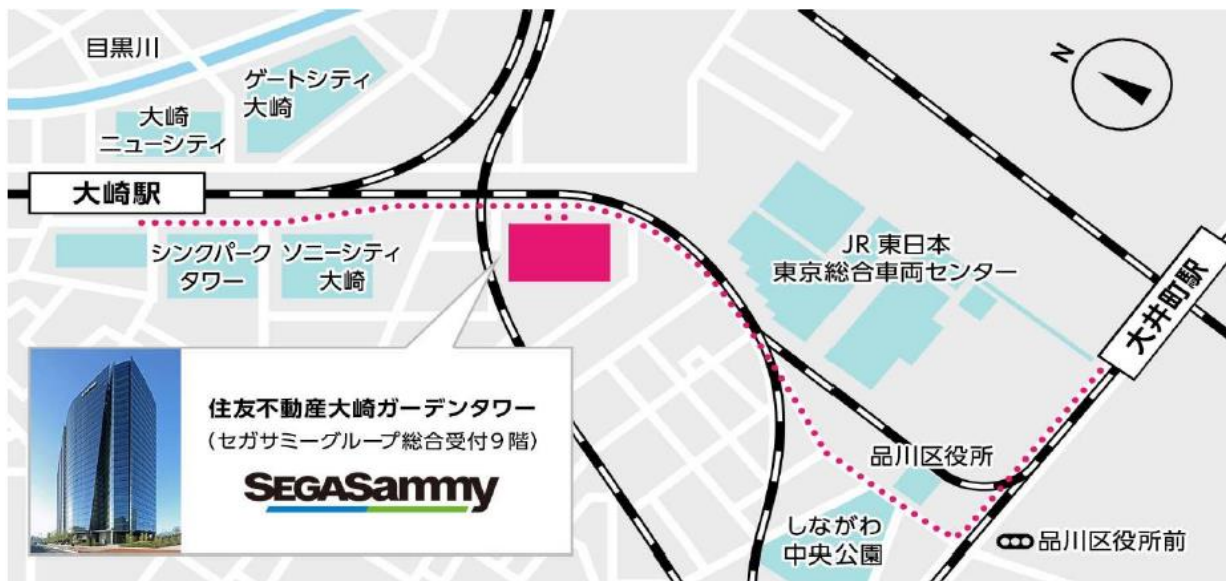 目黒川
ゲートシティ
大崎
大崎
ニューシティ
N
大崎駅
シンクパーク
タワー
ソニーシティ
大崎
JR 東日本
東京総合車両センター
大井町駅
住友不動産大崎ガーデンタワー
（セガサミーグループ総合受付9階）
SEGASammy
品川区役所
しながわ
中央公園
品川区役所前